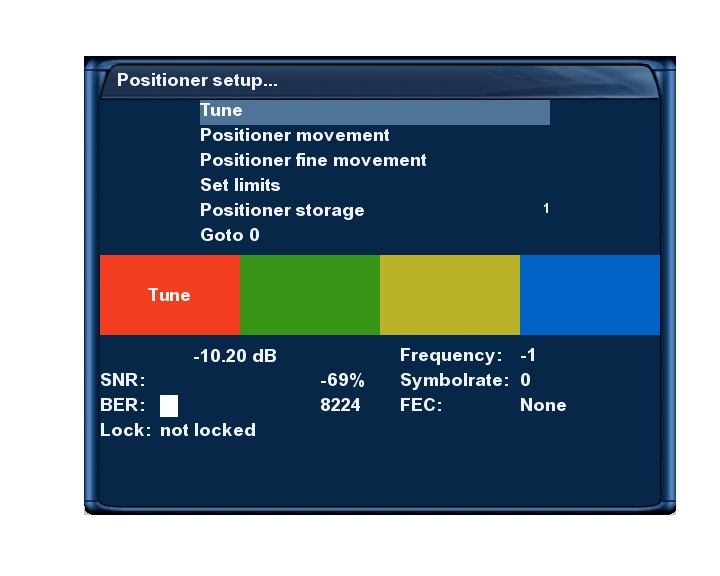 Positioner setup...
Tune
Positioner movement
Positioner fine movement
Set limits
Positioner storage 1
Goto 0
Tune
-10.20 dB Frequency: -1
SNR: -69% Symbolrate: 0
BER: 8224 FEC: None
Lock: not locked